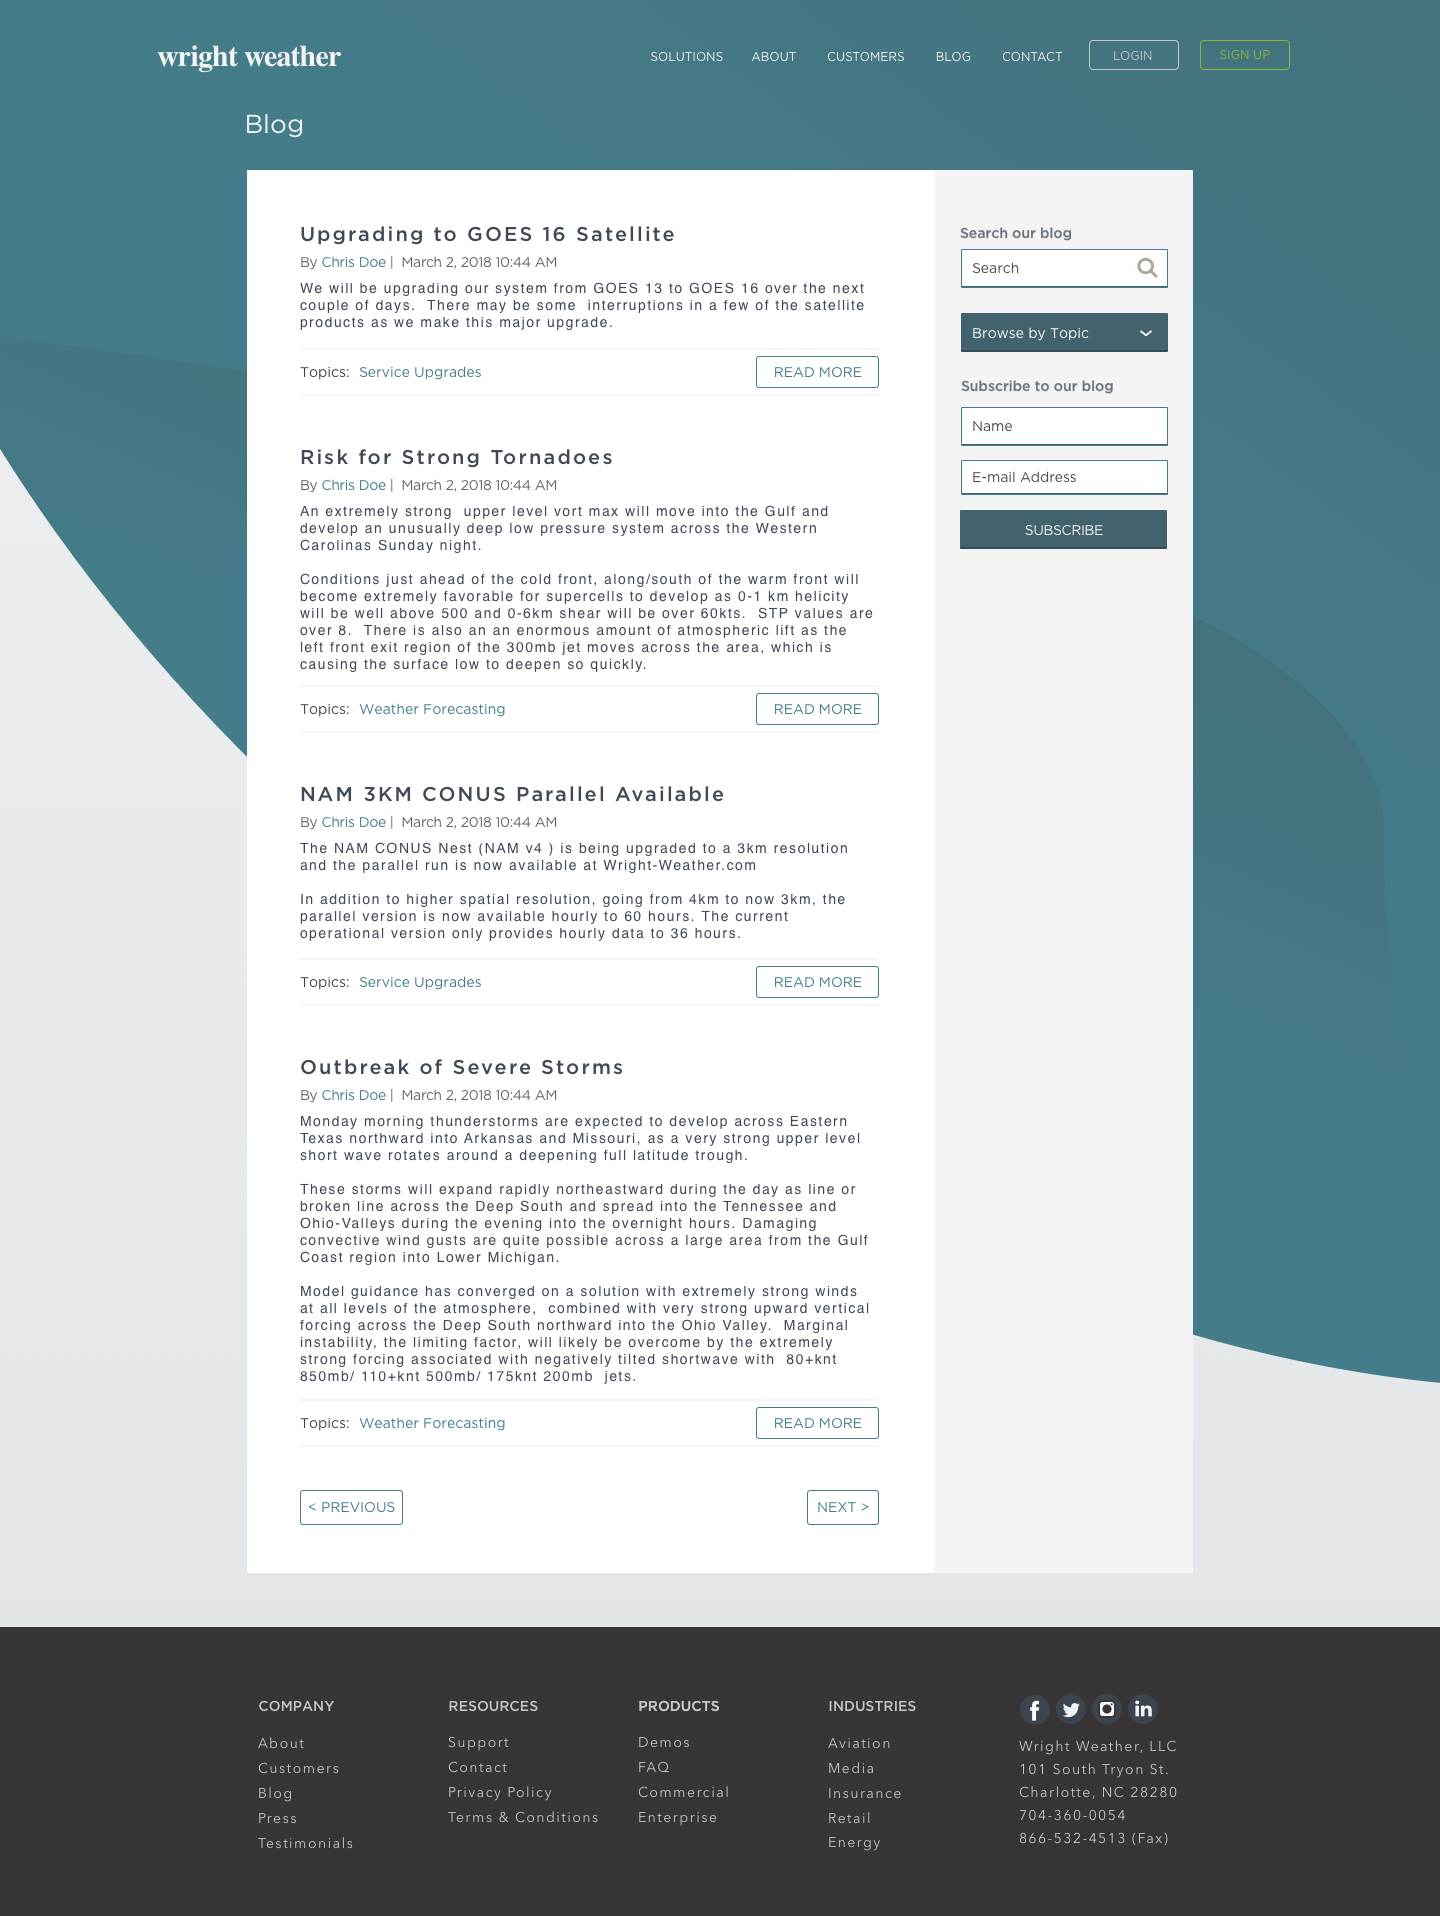 wright weather
SOLUTIONS ABOUT CUSTOMERS BLOG CONTACT LOGIN SIGN UP
Blog
Upgrading to GOES 16 Satellite
By Chris Doe | March 2, 2018 10:44 AM
We will be upgrading our system from GOES 13 to GOES 16 over the next
couple of days. There may be some interruptions in a few of the satellite
products as we make this major upgrade.
Topics: Service Upgrades
READ MORE
Risk for Strong Tornadoes
By Chris Doe | March 2, 2018 10:44 AM
An extremely strong upper level vort max will move into the Gulf and
develop an unusually deep low pressure system across the Western
Carolinas Sunday night.
Conditions just ahead of the cold front, along/south of the warm front will
become extremely favorable for supercells to develop as 0-1 km helicity
will be well above 500 and 0-6km shear will be over 60kts. STP values are
over 8. There is also an an enormous amount of atmospheric lift as the
left front exit region of the 300mb jet moves across the area, which is
causing the surface low to deepen so quickly.
Topics: Weather Forecasting
READ MORE
NAM 3KM CONUS Parallel Available
By Chris Doe | March 2, 2018 10:44 AM
The NAM CONUS Nest (NAM v4 ) is being upgraded to a 3km resolution
and the parallel run is now available at Wright-Weather.com
In addition to higher spatial resolution, going from 4km to now 3km, the
parallel version is now available hourly to 60 hours. The current
operational version only provides hourly data to 36 hours.
Topics: Service Upgrades
READ MORE
Outbreak of Severe Storms
By Chris Doe | March 2, 2018 10:44 AM
Monday morning thunderstorms are expected to develop across Eastern
Texas northward into Arkansas and Missouri, as a very strong upper level
short wave rotates around a deepening full latitude trough.
These storms will expand rapidly northeastward during the day as line or
broken line across the Deep South and spread into the Tennessee and
Ohio-Valleys during the evening into the overnight hours. Damaging
convective wind gusts are quite possible across a large area from the Gulf
Coast region into Lower Michigan.
Model guidance has converged on a solution with extremely strong winds
at all levels of the atmosphere, combined with very strong upward vertical
forcing across the Deep South northward into the Ohio Valley. Marginal
instability, the limiting factor, will likely be overcome by the extremely
strong forcing associated with negatively tilted shortwave with 80+knt
850mb/ 110+knt 500mb/ 175knt 200mb jets.
Topics: Weather Forecasting
READ MORE
< PREVIOUS
NEXT >
Search our blog
Search
Browse by Topic
Subscribe to our blog
Name
E-mail Address
SUBSCRIBE
COMPANY
About
Customers
Blog
Press
Testimonials
RESOURCES
Support
Contact
Privacy Policy
Terms & Conditions
PRODUCTS
Demos
FAQ
Commercial
Enterprise
INDUSTRIES
Aviation
Media
Insurance
Retail
Energy
f in
Wright Weather, LLC
101 South Tryon St.
Charlotte, NC 28280
704-360-0054
866-532-4513 (Fax)